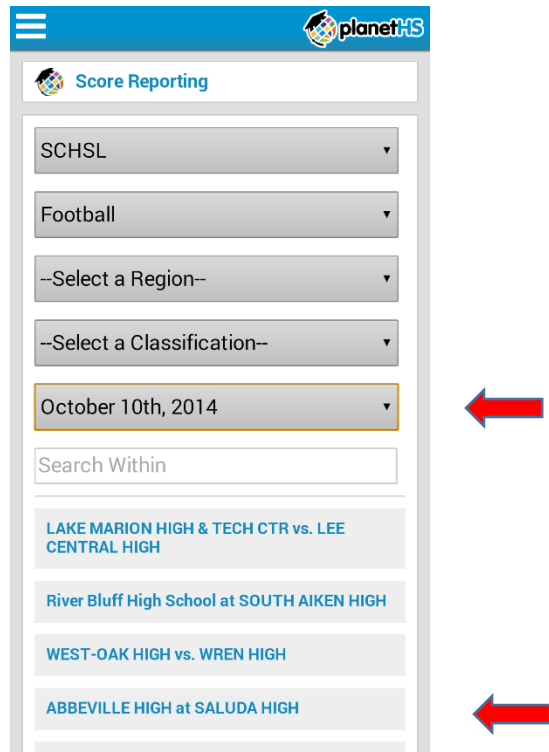 planetHS
Score Reporting
SCHSL
Football
--Select a Region--
--Select a Classification--
October 10th, 2014
Search Within
LAKE MARION HIGH & TECH CTR vs. LEE
CENTRAL HIGH
River Bluff High School at SOUTH AIKEN HIGH
WEST-OAK HIGH vs. WREN HIGH
ABBEVILLE HIGH at SALUDA HIGH